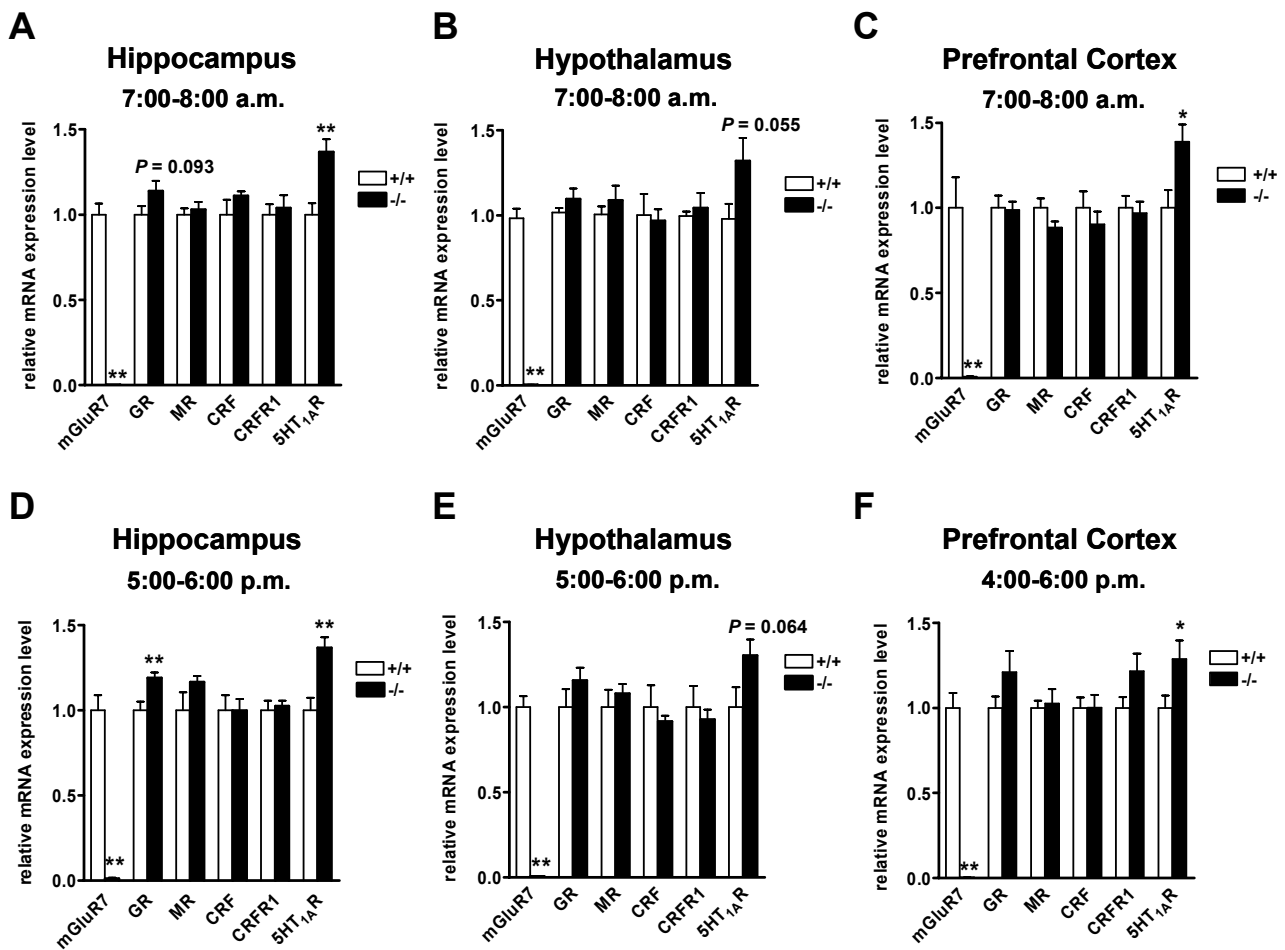 A
Hippocampus
7:00-8:00 a.m.
relative mRNA expression level
1.5
1.0
0.5
0.0
P = 0.093
**
**
+/+
-/-
mGluR7
GR
MR
CRF
CRFR1
5HT1AR
B
Hypothalamus
7:00-8:00 a.m.
relative mRNA expression level
1.5
1.0
0.5
0.0
P = 0.055
**
+/+
-/-
mGluR7
GR
MR
CRF
CRFR1
5HT1AR
C
Prefrontal Cortex
7:00-8:00 a.m.
relative mRNA expression level
1.5
1.0
0.5
0.0
*
**
+/+
-/-
mGluR7
GR
MR
CRF
CRFR1
5HT1AR
D
Hippocampus
5:00-6:00 p.m.
relative mRNA expression level
1.5
1.0
0.5
0.0
**
**
**
+/+
-/-
mGluR7
GR
MR
CRF
CRFR1
5HT1AR
E
Hypothalamus
5:00-6:00 p.m.
relative mRNA expression level
1.5
1.0
0.5
0.0
P = 0.064
**
+/+
-/-
mGluR7
GR
MR
CRF
CRFR1
5HT1AR
F
Prefrontal Cortex
4:00-6:00 p.m.
relative mRNA expression level
1.5
1.0
0.5
0.0
*
**
+/+
-/-
mGluR7
GR
MR
CRF
CRFR1
5HT1AR